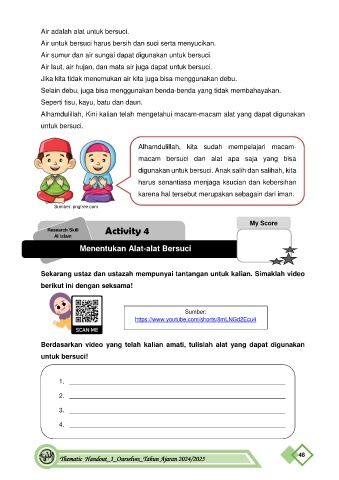 Air adalah alat untuk bersuci.
Air untuk bersuci harus bersih dan suci serta menyucikan.
Air sumur dan air sungai dapat digunakan untuk bersuci.
Air laut, air hujan, dan mata air juga dapat untuk bersuci.
Jika kita tidak menemukan air kita juga bisa menggunakan debu.
Selain debu, juga bisa menggunakan benda-benda yang tidak membahayakan.
Seperti tisu, kayu, batu dan daun.
Alhamdulillah, Kini kalian telah mengetahui macam-macam alat yang dapat digunakan
untuk bersuci.
Alhamdulillah, kita sudah mempelajari macam-
macam bersuci dan alat apa saja yang bisa
digunakan untuk bersuci. Anak salih dan salihah, kita
harus senantiasa menjaga ksucian dan kebersihan
karena hal tersebut merupakan sebagain dari iman.
Sumber: pngtree.com
Research Skill
Al Islam
Activity 4
My Score
Menentukan Alat-alat Bersuci
Sekarang ustaz dan ustazah mempunyai tantangan untuk kalian. Simaklah video
berikut ini dengan seksama!
SCAN ME
Sumber:
https://www.youtube.com/shorts/8mLNGd2Ecu4
Berdasarkan video yang telah kalian amati, tulislah alat yang dapat digunakan
untuk bersuci!
1.
2.
3.
4.
Thematic Handout_1_Ourselves_Tahun Ajaran 2024/2025
46